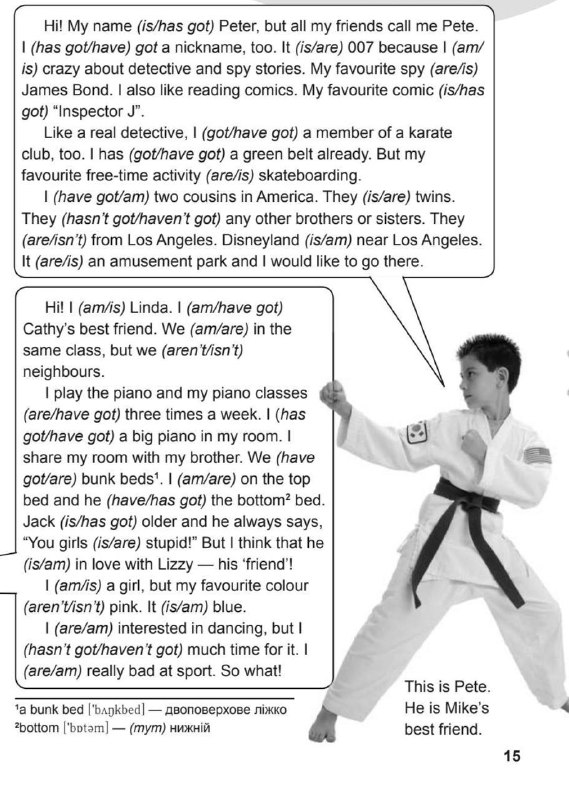 Hi! My name (is/has got) Peter, but all my friends call me Pete.
I (has got/have) got a nickname, too. It (is/are) 007 because I (am/
is) crazy about detective and spy stories. My favourite spy (are/is)
James Bond. I also like reading comics. My favourite comic (is/has
got) “Inspector J”.
Like a real detective, I (got/have got) a member of a karate
club, too. I has (got/have got) a green belt already. But my
favourite free-time activity (are/is) skateboarding.
I (have got/am) two cousins in America. They (is/are) twins.
They (hasn’t got/haven’t got) any other brothers or sisters. They
(are/isn’t) from Los Angeles. Disneyland (is/am) near Los Angeles.
It (are/is) an amusement park and I would like to go there.
Hi! I (am/is) Linda. I (am/have got)
Cathy’s best friend. We (am/are) in the
same class, but we (aren’t/isn’t)
neighbours.
I play the piano and my piano classes
(are/have got) three times a week. I (has
got/have got) a big piano in my room. I
share my room with my brother. We (have
got/are) bunk beds¹. I (am/are) on the top
bed and he (have/has got) the bottom² bed.
Jack (is/has got) older and he always says,
“You girls (is/are) stupid!” But I think that he
(is/am) in love with Lizzy — his ‘friend’!
I (am/is) a girl, but my favourite colour
(aren’t/isn’t) pink. It (is/am) blue.
I (are/am) interested in dancing, but I
(hasn’t got/haven’t got) much time for it. I
(are/am) really bad at sport. So what!
¹a bunk bed [ˈbʌŋkbed] — двоповерхове ліжко
²bottom [ˈbɒtəm] — (тут) нижній
This is Pete.
He is Mike’s
best friend.
15